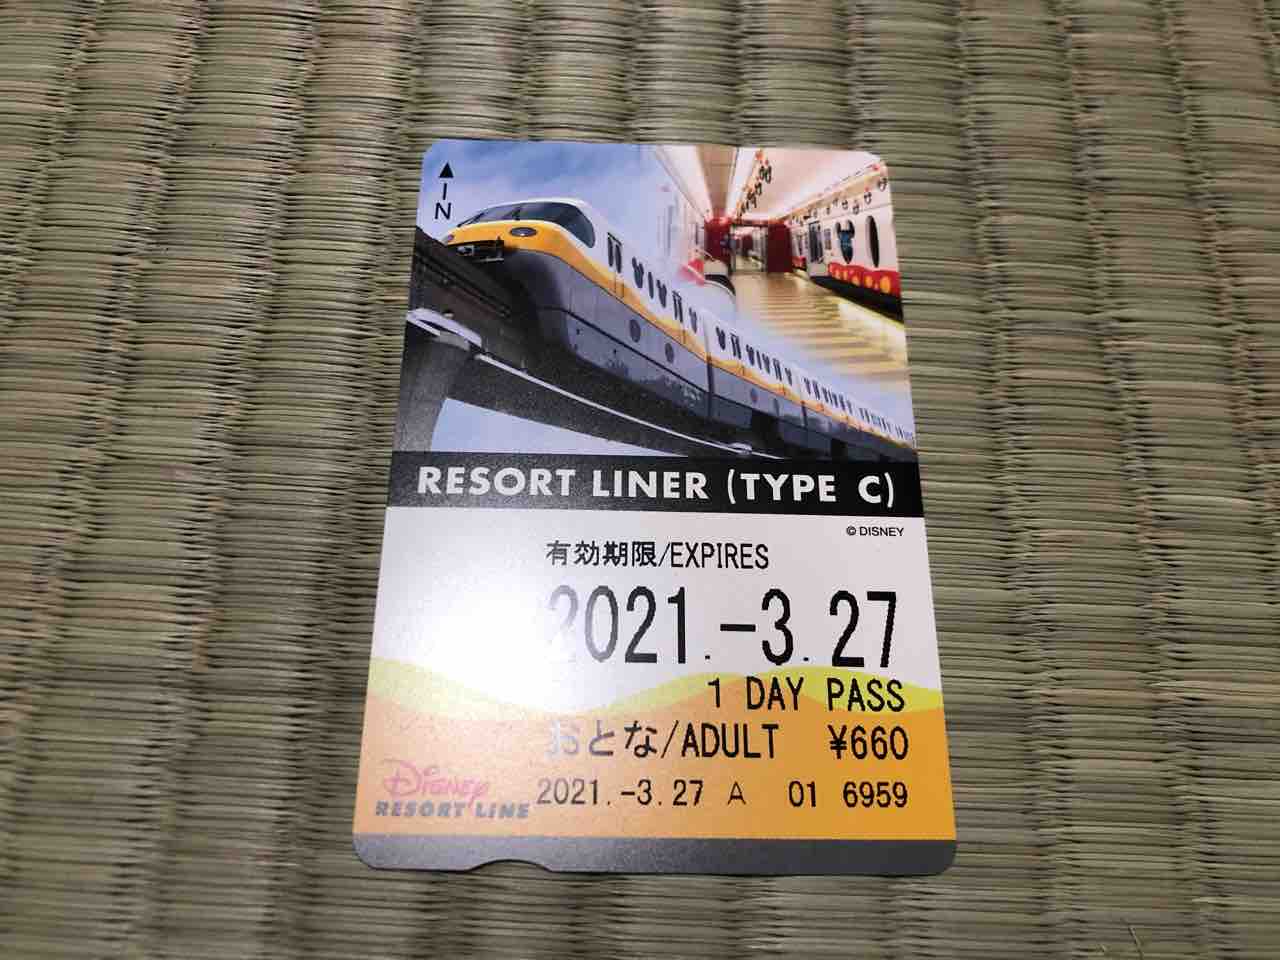 IN
RESORT LINER (TYPE C)
© DISNEY
有効期限/EXPIRES
2021.-3.27
1 DAY PASS
おとな/ADULT ¥660
Disney
RESORT LINE
2021.-3.27 A 01 6959